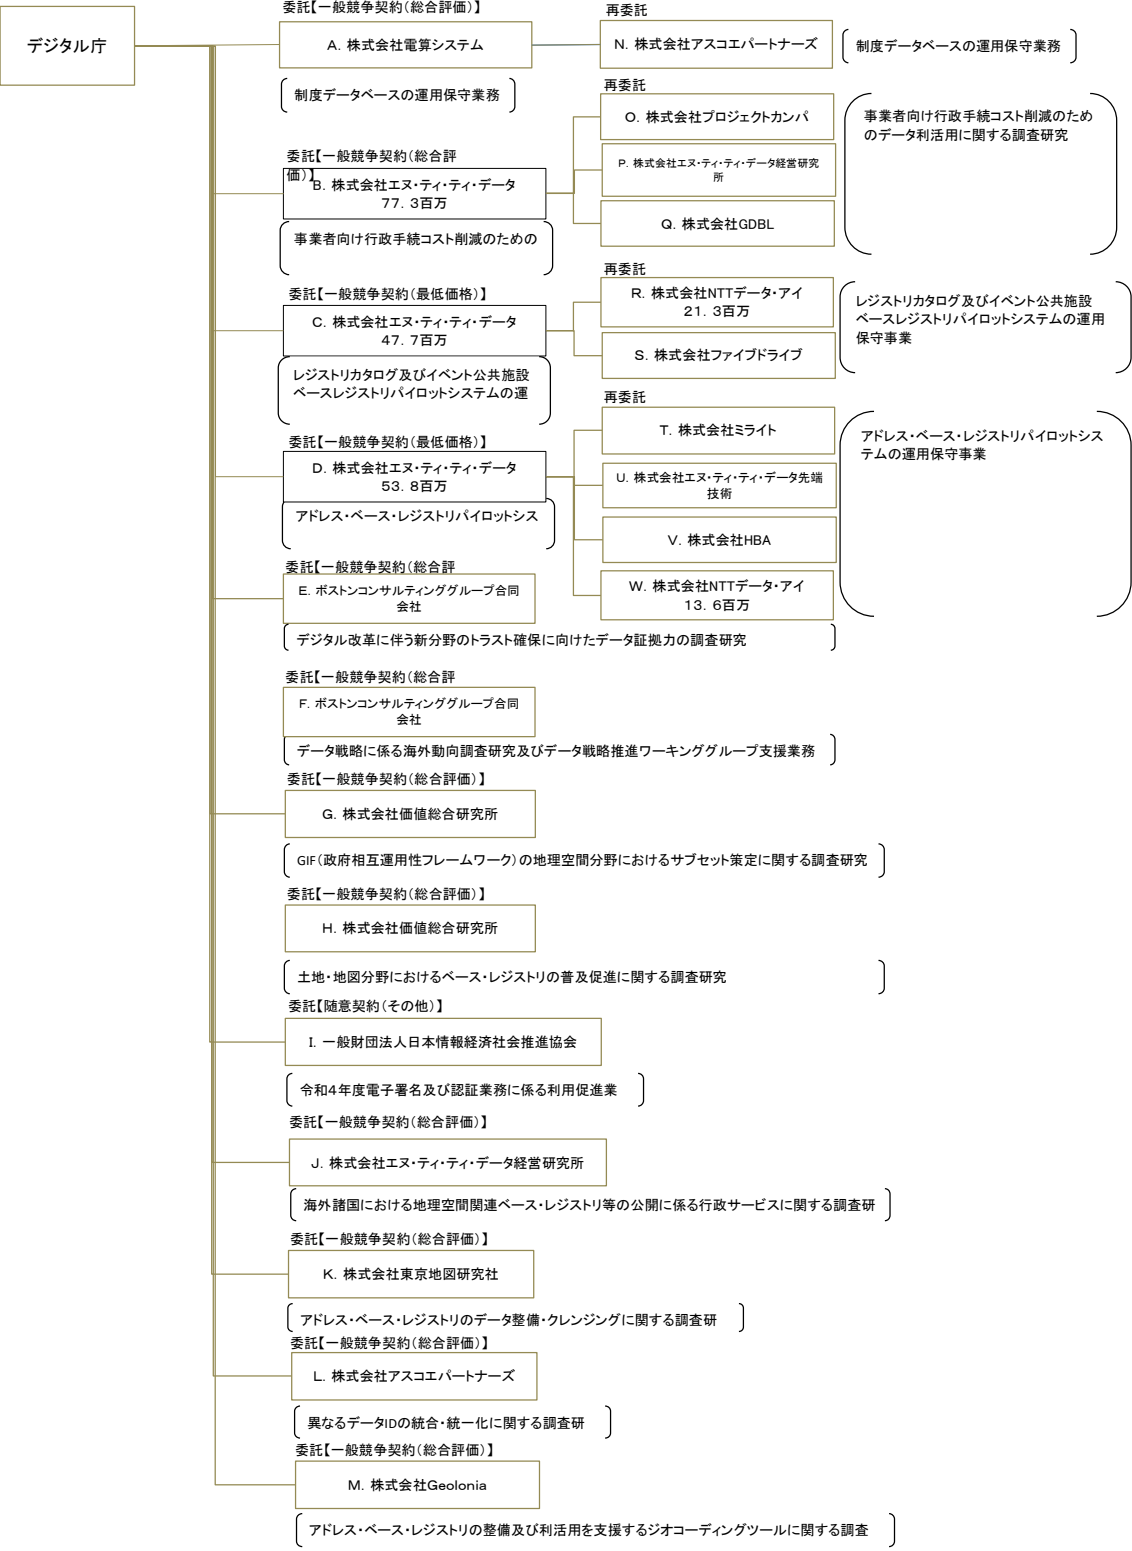 デジタル庁
委託【一般競争契約(総合評価)】
A. 株式会社電算システム
制度データベースの運用保守業務
再委託
N. 株式会社アスコエパートナーズ
制度データベースの運用保守業務
委託【一般競争契約(総合評
価)】
B. 株式会社エヌ・ティ・ティ・データ
77. 3百万
事業者向け行政手続コスト削減のための
再委託
O. 株式会社プロジェクトカンパ
P. 株式会社エヌ・ティ・ティ・データ経営研究
所
Q. 株式会社GDBL
事業者向け行政手続コスト削減のため
のデータ利活用に関する調査研究
委託【一般競争契約(最低価格)】
C. 株式会社エヌ・ティ・ティ・データ
47. 7百万
レジストリカタログ及びイベント公共施設
ベースレジストリパイロットシステムの運
再委託
R. 株式会社NTTデータ・アイ
21. 3百万
S. 株式会社ファイブドライブ
レジストリカタログ及びイベント公共施設
ベースレジストリパイロットシステムの運用
保守事業
委託【一般競争契約(最低価格)】
D. 株式会社エヌ・ティ・ティ・データ
53. 8百万
アドレス・ベース・レジストリパイロットシス
再委託
T. 株式会社ミライト
U. 株式会社エヌ・ティ・ティ・データ先端
技術
V. 株式会社HBA
W. 株式会社NTTデータ・アイ
13. 6百万
アドレス・ベース・レジストリパイロットシス
テムの運用保守事業
委託【一般競争契約(総合評
E. ボストンコンサルティンググループ合同
会社
デジタル改革に伴う新分野のトラスト確保に向けたデータ証拠力の調査研究
委託【一般競争契約(総合評
F. ボストンコンサルティンググループ合同
会社
データ戦略に係る海外動向調査研究及びデータ戦略推進ワーキンググループ支援業務
委託【一般競争契約(総合評価)】
G. 株式会社価値総合研究所
GIF(政府相互運用性フレームワーク)の地理空間分野におけるサブセット策定に関する調査研究
委託【一般競争契約(総合評価)】
H. 株式会社価値総合研究所
土地・地図分野におけるベース・レジストリの普及促進に関する調査研究
委託【随意契約(その他)】
I. 一般財団法人日本情報経済社会推進協会
令和4年度電子署名及び認証業務に係る利用促進業
委託【一般競争契約(総合評価)】
J. 株式会社エヌ・ティ・ティ・データ経営研究所
海外諸国における地理空間関連ベース・レジストリ等の公開に係る行政サービスに関する調査研
委託【一般競争契約(総合評価)】
K. 株式会社東京地図研究社
アドレス・ベース・レジストリのデータ整備・クレンジングに関する調査研
委託【一般競争契約(総合評価)】
L. 株式会社アスコエパートナーズ
異なるデータIDの統合・統一化に関する調査研
委託【一般競争契約(総合評価)】
M. 株式会社Geolonia
アドレス・ベース・レジストリの整備及び利活用を支援するジオコーディングツールに関する調査